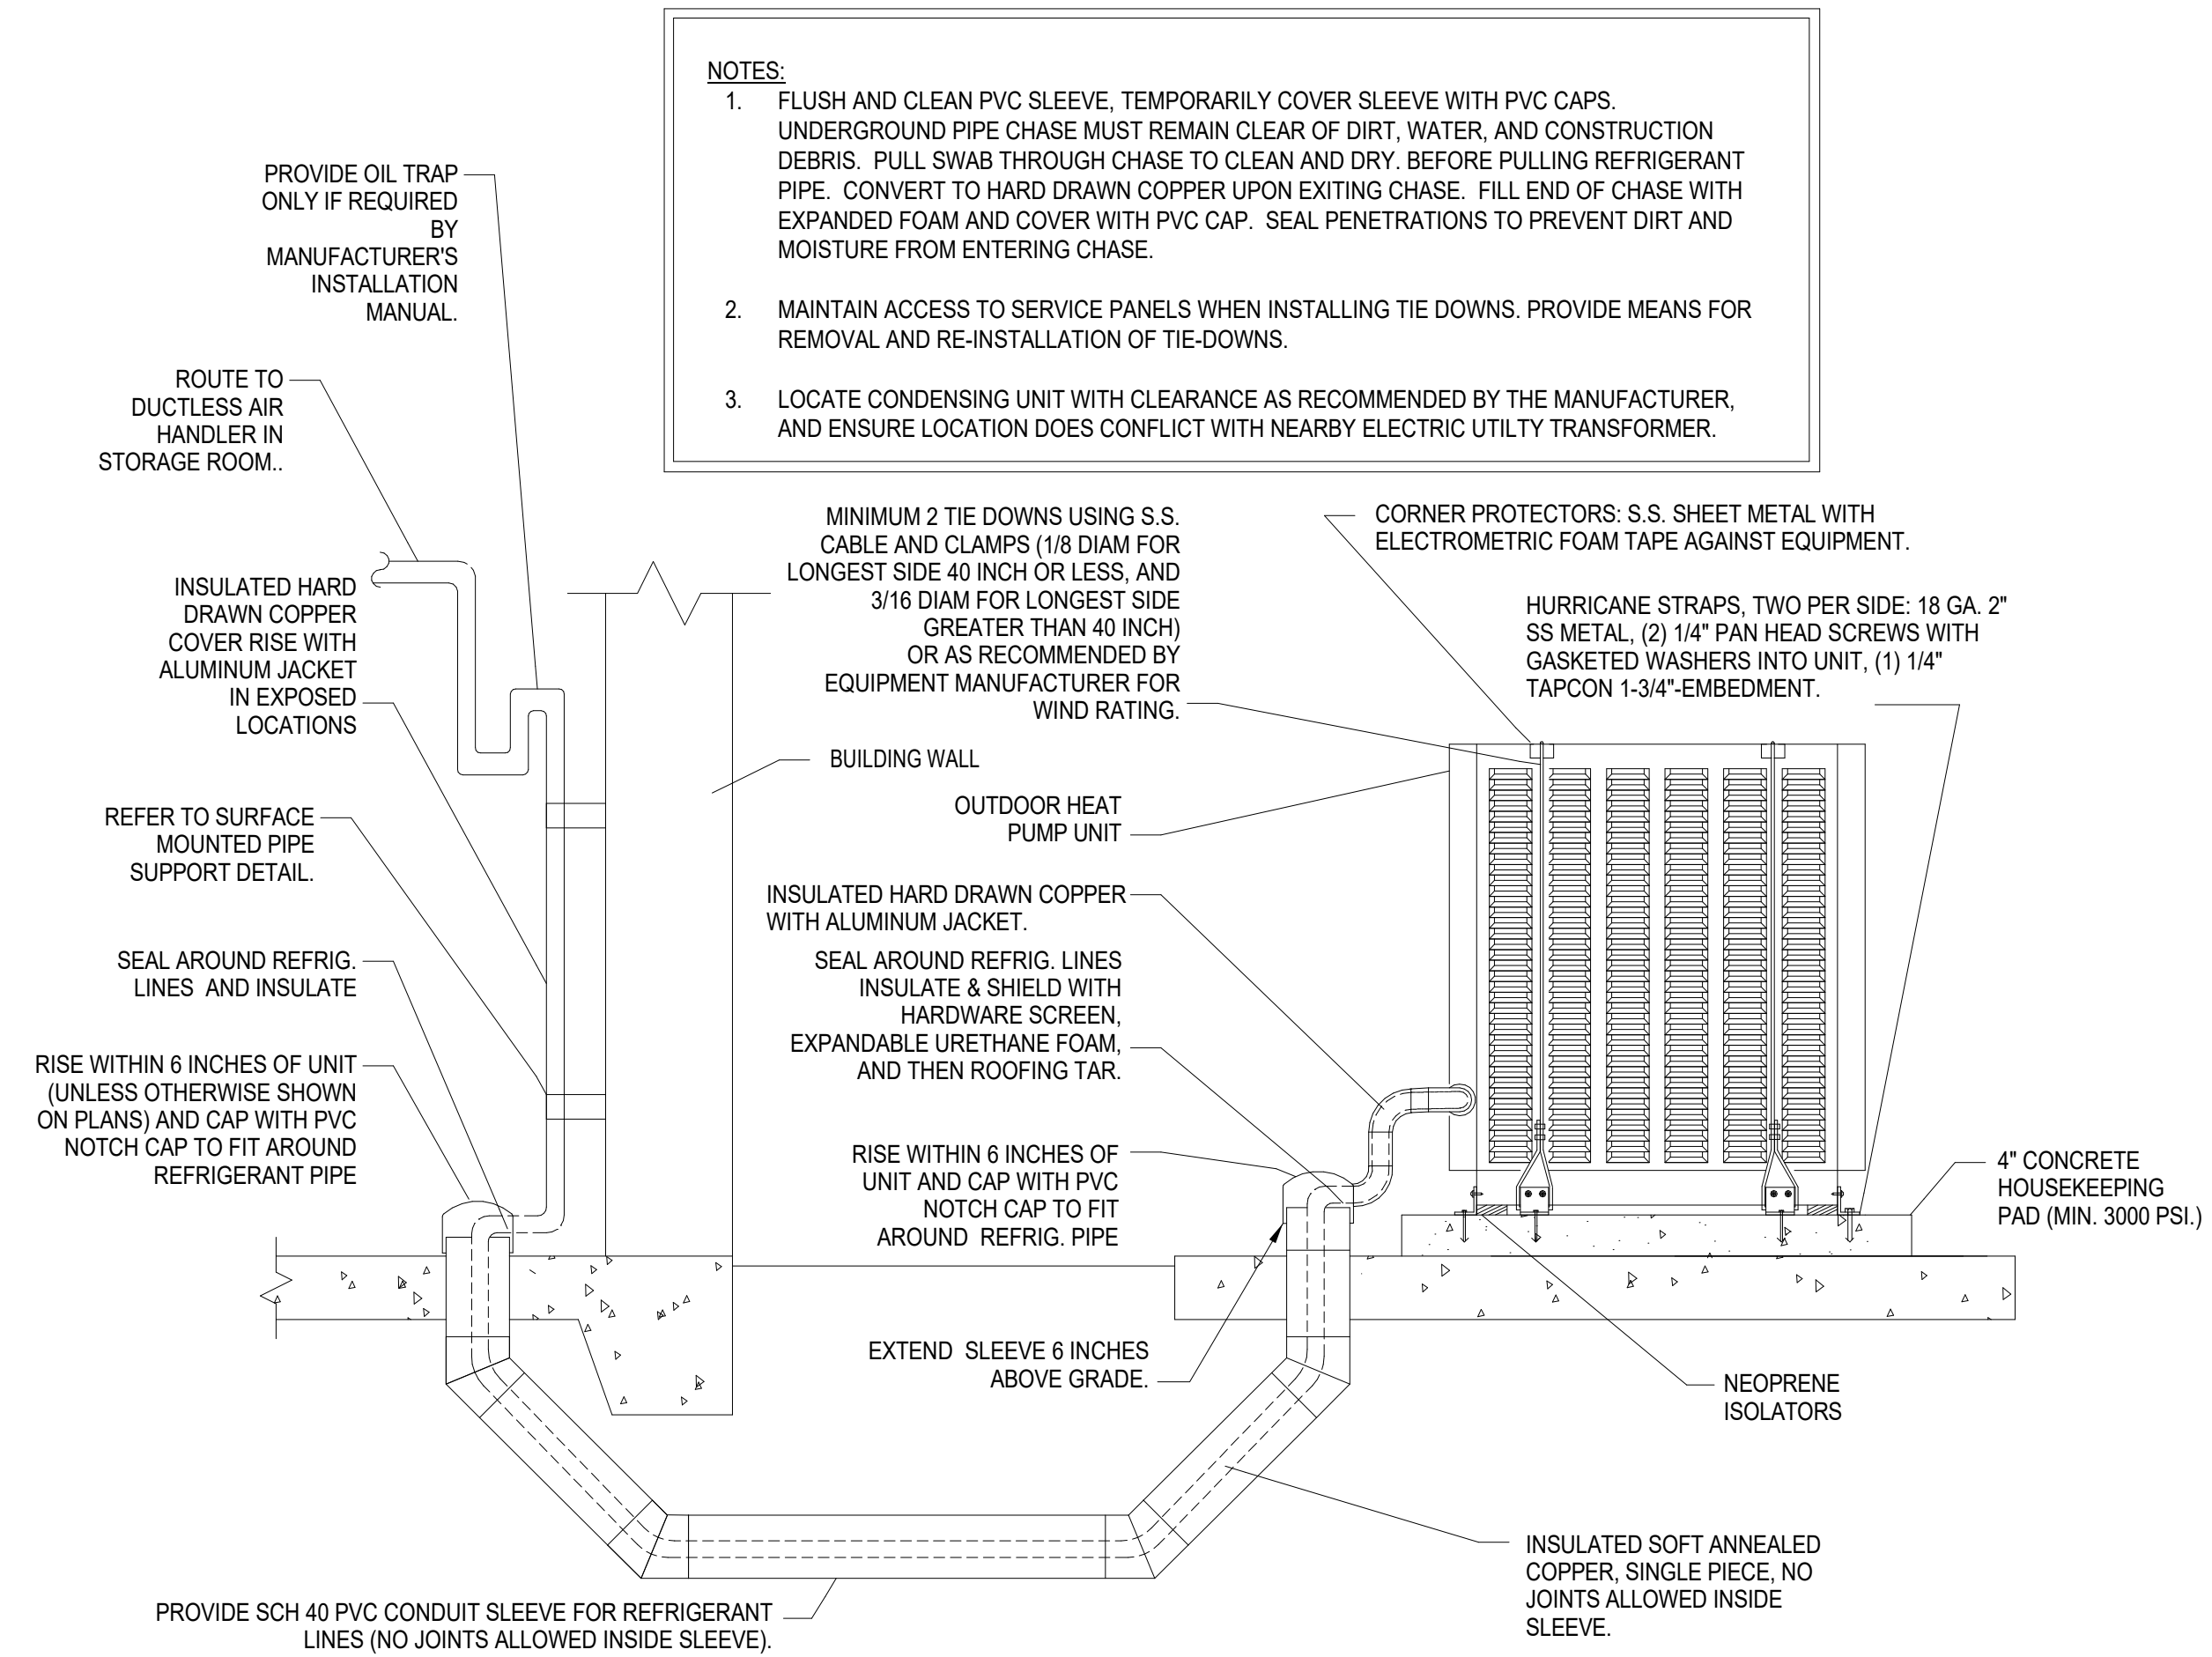 NOTES:
1. FLUSH AND CLEAN PVC SLEEVE, TEMPORARILY COVER SLEEVE WITH PVC CAPS.
UNDERGROUND PIPE CHASE MUST REMAIN CLEAR OF DIRT, WATER, AND CONSTRUCTION
DEBRIS. PULL SWAB THROUGH CHASE TO CLEAN AND DRY. BEFORE PULLING REFRIGERANT
PIPE. CONVERT TO HARD DRAWN COPPER UPON EXITING CHASE. FILL END OF CHASE WITH
EXPANDED FOAM AND COVER WITH PVC CAP. SEAL PENETRATIONS TO PREVENT DIRT AND
MOISTURE FROM ENTERING CHASE.
2. MAINTAIN ACCESS TO SERVICE PANELS WHEN INSTALLING TIE DOWNS. PROVIDE MEANS FOR
REMOVAL AND RE-INSTALLATION OF TIE-DOWNS.
3. LOCATE CONDENSING UNIT WITH CLEARANCE AS RECOMMENDED BY THE MANUFACTURER,
AND ENSURE LOCATION DOES CONFLICT WITH NEARBY ELECTRIC UTILTY TRANSFORMER.
PROVIDE OIL TRAP
ONLY IF REQUIRED
BY
MANUFACTURER'S
INSTALLATION
MANUAL.
ROUTE TO
DUCTLESS AIR
HANDLER IN
STORAGE ROOM..
INSULATED HARD
DRAWN COPPER
COVER RISE WITH
ALUMINUM JACKET
IN EXPOSED
LOCATIONS
REFER TO SURFACE
MOUNTED PIPE
SUPPORT DETAIL.
SEAL AROUND REFRIG.
LINES AND INSULATE
RISE WITHIN 6 INCHES OF UNIT
(UNLESS OTHERWISE SHOWN
ON PLANS) AND CAP WITH PVC
NOTCH CAP TO FIT AROUND
REFRIGERANT PIPE
MINIMUM 2 TIE DOWNS USING S.S.
CABLE AND CLAMPS (1/8 DIAM FOR
LONGEST SIDE 40 INCH OR LESS, AND
3/16 DIAM FOR LONGEST SIDE
GREATER THAN 40 INCH)
OR AS RECOMMENDED BY
EQUIPMENT MANUFACTURER FOR
WIND RATING.
BUILDING WALL
OUTDOOR HEAT
PUMP UNIT
INSULATED HARD DRAWN COPPER
WITH ALUMINUM JACKET.
SEAL AROUND REFRIG. LINES
INSULATE & SHIELD WITH
HARDWARE SCREEN,
EXPANDABLE URETHANE FOAM,
AND THEN ROOFING TAR.
RISE WITHIN 6 INCHES OF
UNIT AND CAP WITH PVC
NOTCH CAP TO FIT
AROUND REFRIG. PIPE
EXTEND SLEEVE 6 INCHES
ABOVE GRADE.
CORNER PROTECTORS: S.S. SHEET METAL WITH
ELECTROMETRIC FOAM TAPE AGAINST EQUIPMENT.
HURRICANE STRAPS, TWO PER SIDE: 18 GA. 2"
SS METAL, (2) 1/4" PAN HEAD SCREWS WITH
GASKETED WASHERS INTO UNIT, (1) 1/4"
TAPCON 1-3/4"-EMBEDMENT.
4" CONCRETE
HOUSEKEEPING
PAD (MIN. 3000 PSI.)
NEOPRENE
ISOLATORS
INSULATED SOFT ANNEALED
COPPER, SINGLE PIECE, NO
JOINTS ALLOWED INSIDE
SLEEVE.
PROVIDE SCH 40 PVC CONDUIT SLEEVE FOR REFRIGERANT
LINES (NO JOINTS ALLOWED INSIDE SLEEVE).